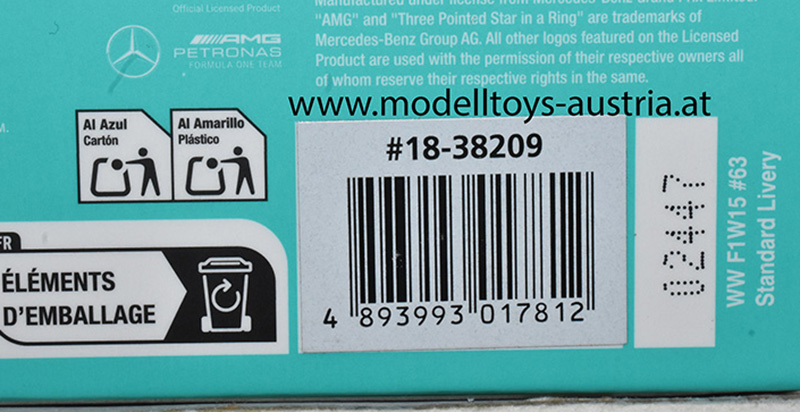 Official Licensed Product
AMG
PETRONAS
FORMULA ONE TEAM
Manufactured under license from Mercedes-Benz Grand Prix Limited.
"AMG" and "Three Pointed Star in a Ring" are trademarks of
Mercedes-Benz Group AG. All other logos featured on the Licensed
Product are used with the permission of their respective owners all
of whom reserve their respective rights in the same.
www.modelltoys-austria.at
M.
Al Azul
Cartón
Al Amarillo
Plástico
FR
ÉLÉMENTS
D'EMBALLAGE
#18-38209
4 893993 017812
02447
WW F1W15 #63
Standard Livery